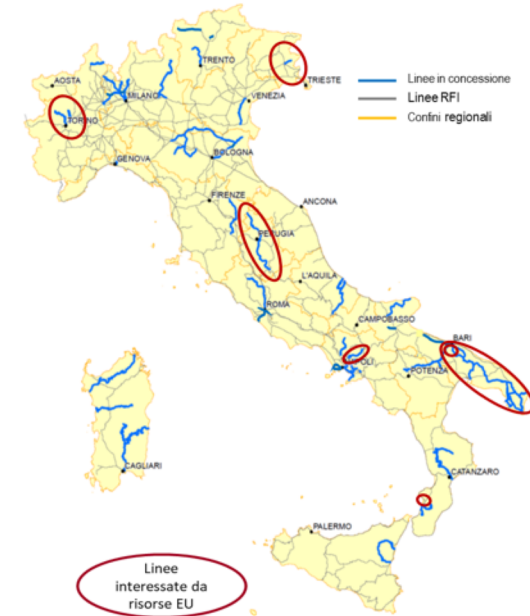 TRENTO
AOSTA
TRIESTE
MILANO
VENEZIA
TORINO
Linee in concessione
Linee RFI
Confini regionali
GENOVA
BOLOGNA
FIRENZE
ANCONA
PERUGIA
L'AQUILA
ROMA
CAMPOBASSO
BARI
NAPOLI
POTENZA
CAGLIARI
CATANZARO
PALERMO
Linee
interessate da
risorse EU